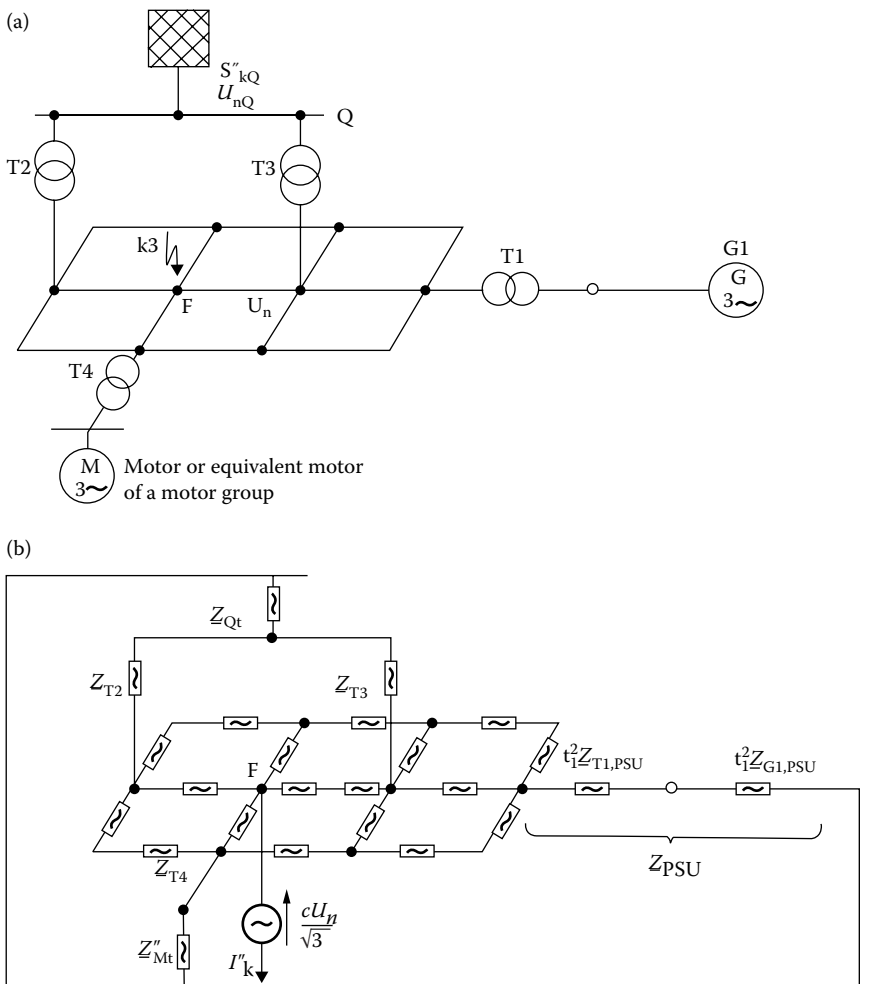 (a)
S″kQ
UnQ
Q
T2
T3
k3
F
Un
T1
G1
G
3~
T4
M
3~
Motor or equivalent motor
of a motor group
(b)
ZQt
ZT2
ZT3
F
t₁²ZT1,PSU
t₁²ZG1,PSU
ZPSU
ZT4
cUn
√3
Z″Mt
I″k